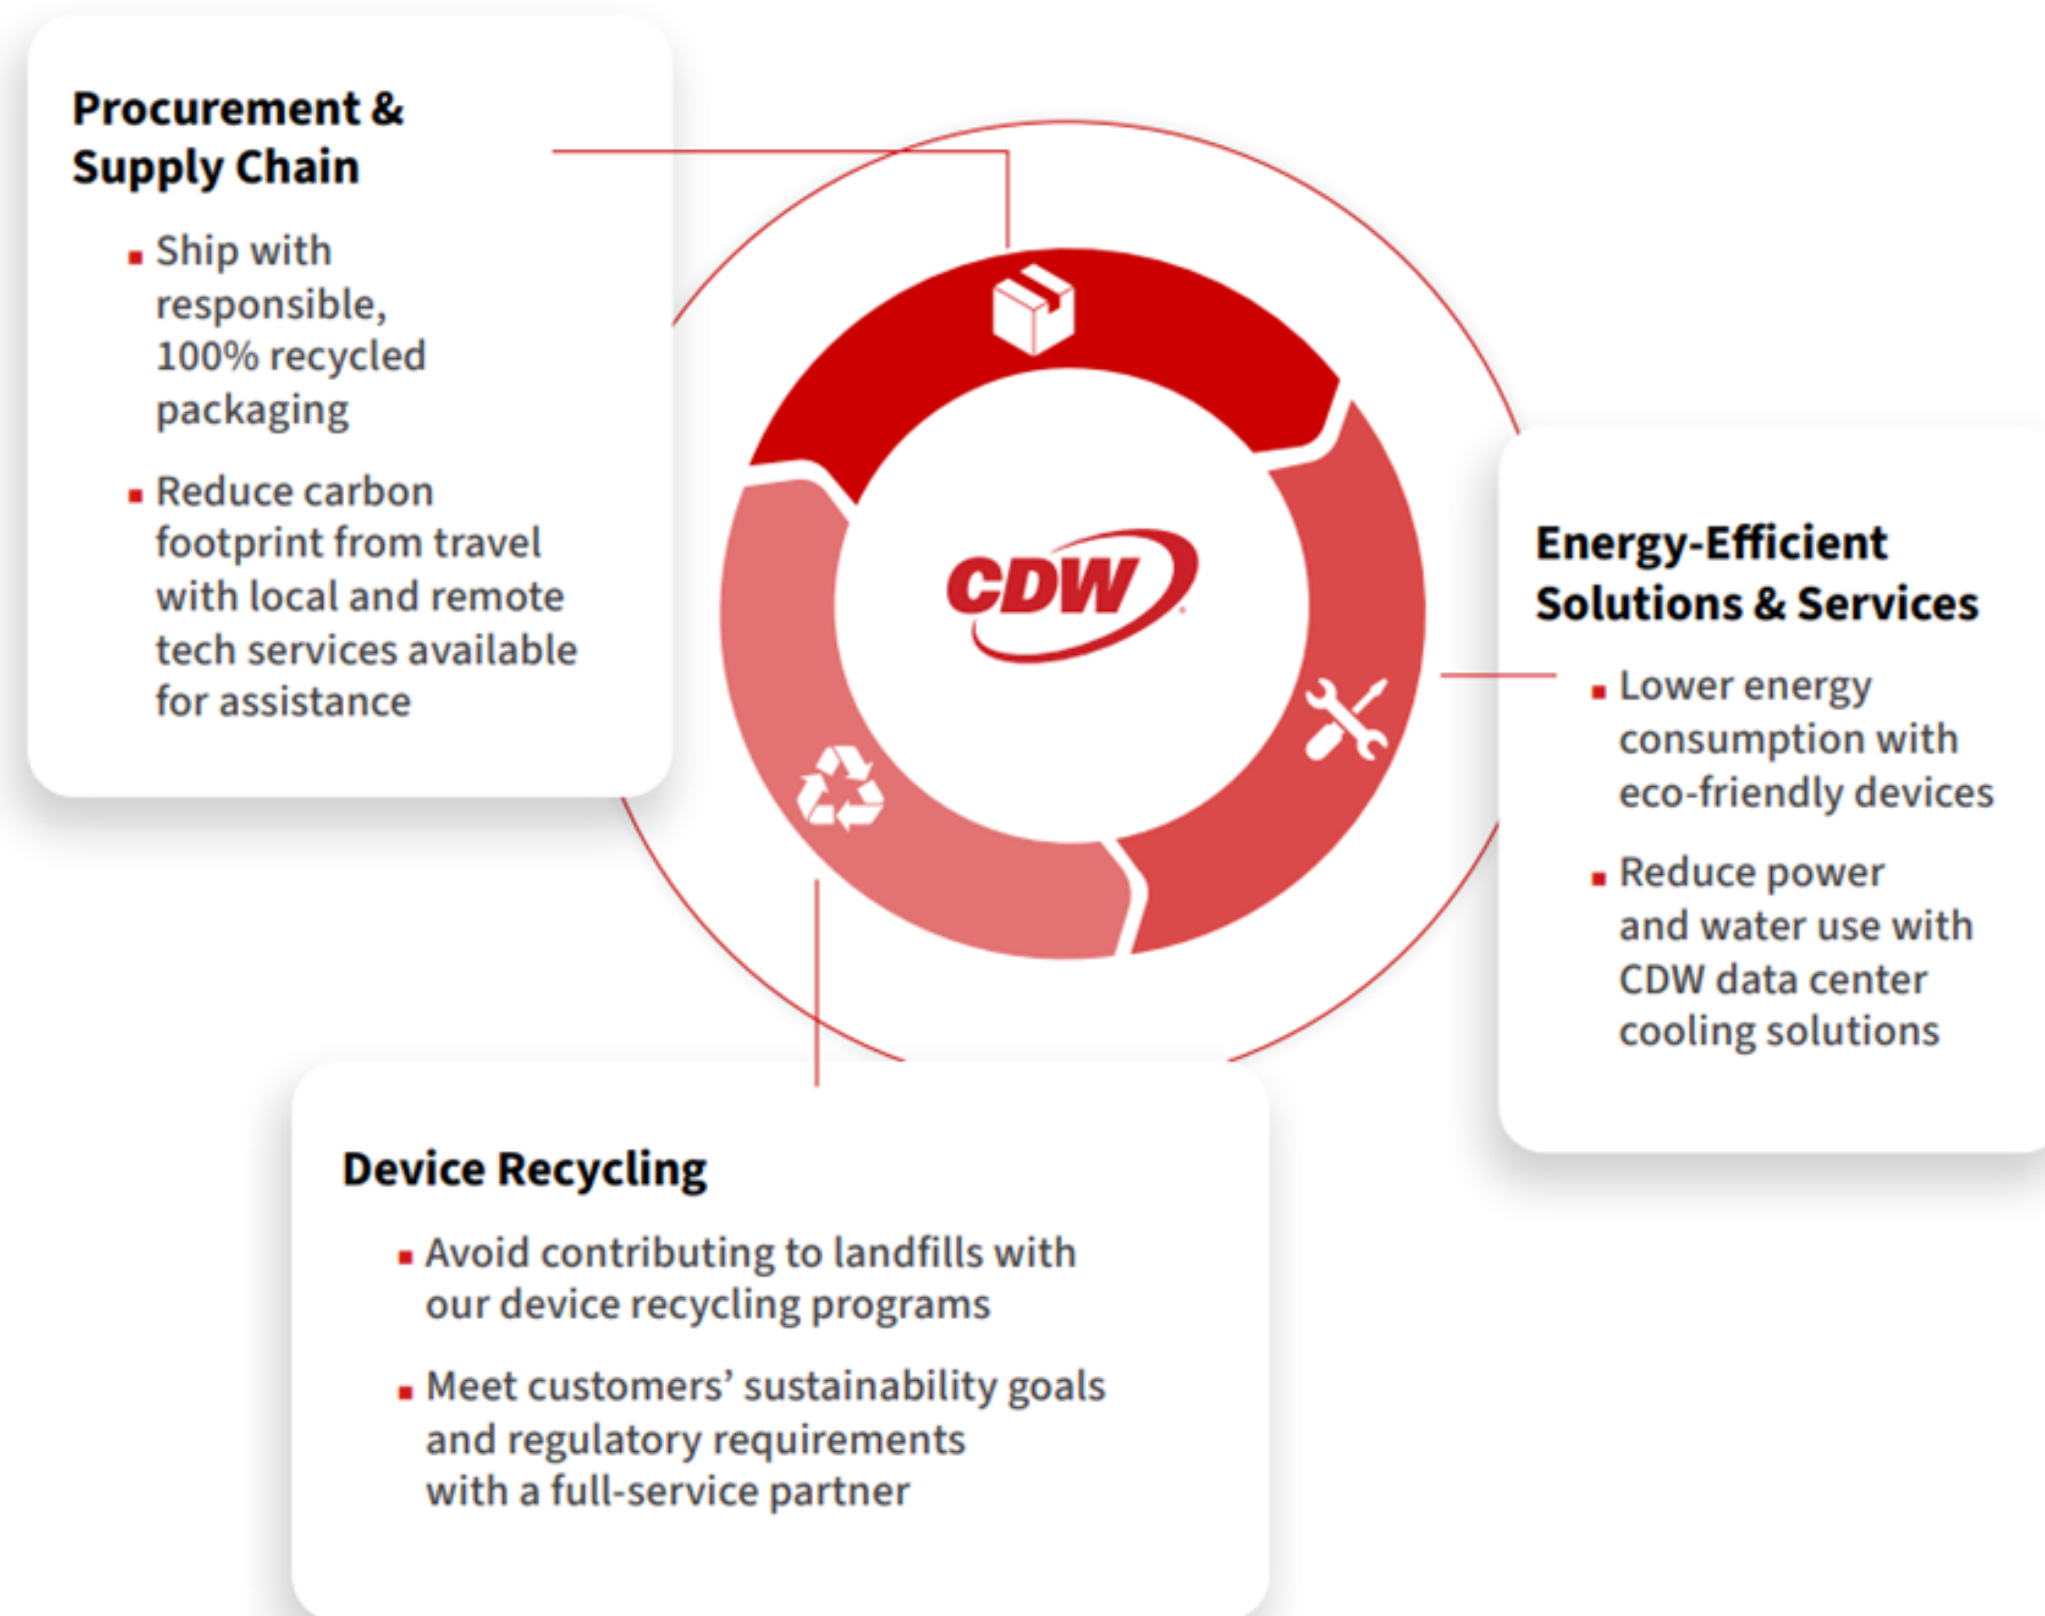 Procurement &
Supply Chain
▪ Ship with
responsible,
100% recycled
packaging
▪ Reduce carbon
footprint from travel
with local and remote
tech services available
for assistance
CDW
Energy-Efficient
Solutions & Services
▪ Lower energy
consumption with
eco-friendly devices
▪ Reduce power
and water use with
CDW data center
cooling solutions
Device Recycling
▪ Avoid contributing to landfills with
our device recycling programs
▪ Meet customers’ sustainability goals
and regulatory requirements
with a full-service partner